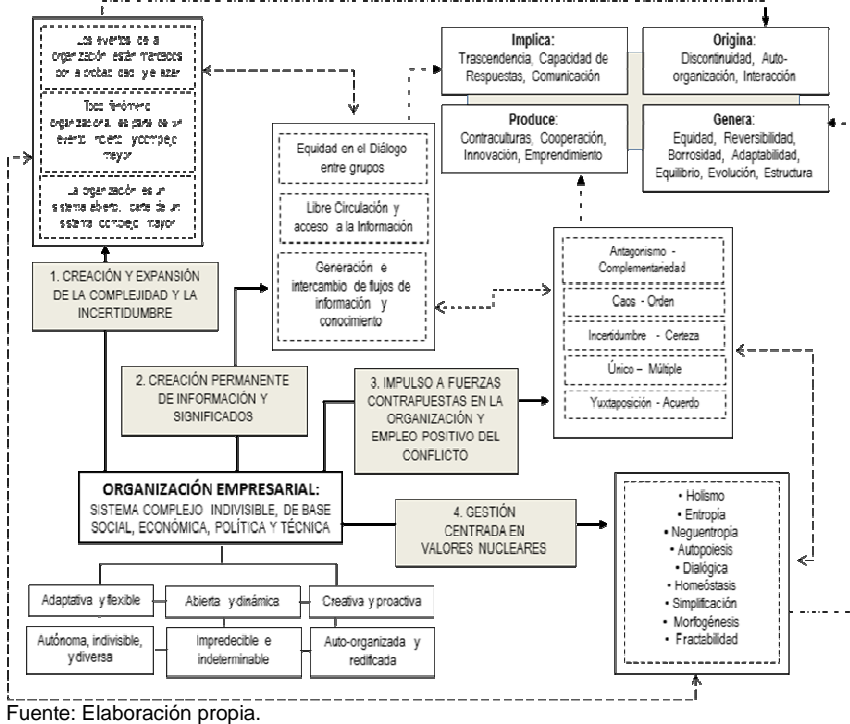 Los eventos de la
organización están marcados
por
Todo fenómeno
organizacional, es parte de un
evento y complejo
mayor
La organización es un
sistema abierto, parte de un
sistema complejo mayor
1. CREACIÓN Y EXPANSIÓN
DE LA COMPLEJIDAD Y LA
INCERTIDUMBRE
Equidad en el Diálogo
entre grupos
Libre Circulación y
acceso a la Información
Generación e
intercambio de flujos de
información y
conocimiento
Implica:
Trascendencia, Capacidad de
Respuestas, Comunicación
Origina:
Discontinuidad, Auto-
organización, Interacción
Produce:
Contraculturas, Cooperación,
Innovación, Emprendimiento
Genera:
Equidad, Reversibilidad,
Borrosidad, Adaptabilidad,
Equilibrio, Evolución, Estructura
Antagonismo -
Complementariedad
Caos - Orden
Incertidumbre - Certeza
Único – Múltiple
Yuxtaposición - Acuerdo
2. CREACIÓN PERMANENTE
DE INFORMACIÓN Y
SIGNIFICADOS
3. IMPULSO A FUERZAS
CONTRAPUESTAS EN LA
ORGANIZACIÓN Y
EMPLEO POSITIVO DEL
CONFLICTO
ORGANIZACIÓN EMPRESARIAL:
SISTEMA COMPLEJO INDIVISIBLE, DE BASE
SOCIAL, ECONÓMICA, POLÍTICA Y TÉCNICA
4. GESTIÓN
CENTRADA EN
VALORES NUCLEARES
• Holismo
• Entropia
• Neguentropia
• Autopoiesis
• Dialógica
• Homeóstasis
• Simplificación
• Morfogénesis
• Fractabilidad
Adaptativa y flexible
Abierta y dinámica
Creativa y proactiva
Autónoma, indivisible,
y diversa
Impredecible e
indeterminable
Auto-organizada y
redificada
Fuente: Elaboración propia.